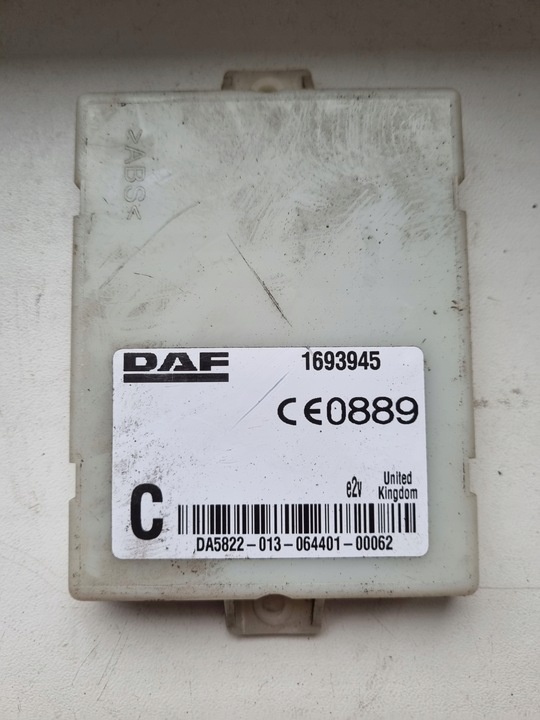 >ABS<
DAF 1693945
CE0889
C
e2v United Kingdom
DA5822-013-064401-00062